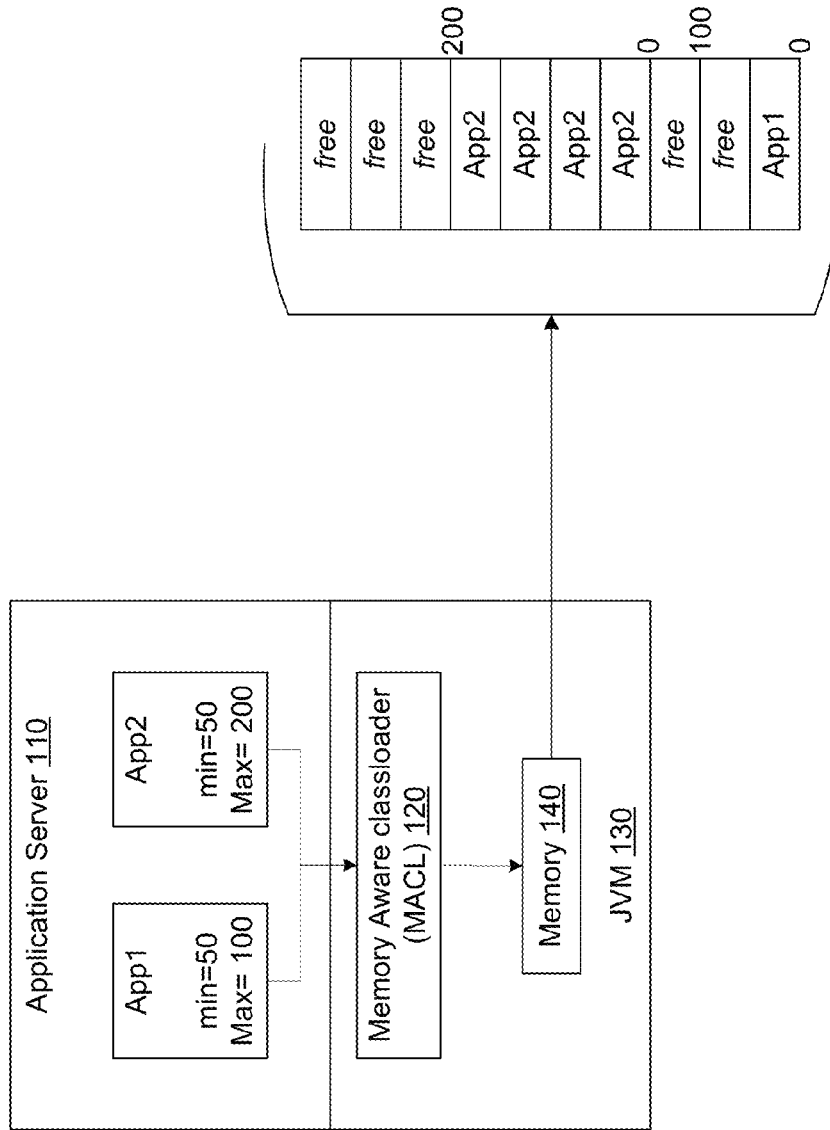 Application Server 110
App1
min=50
Max= 100
App2
min=50
Max= 200
Memory Aware classloader
(MACL) 120
Memory 140
JVM 130
free
free
free
200
App2
App2
App2
App2
0
free
100
free
App1
0